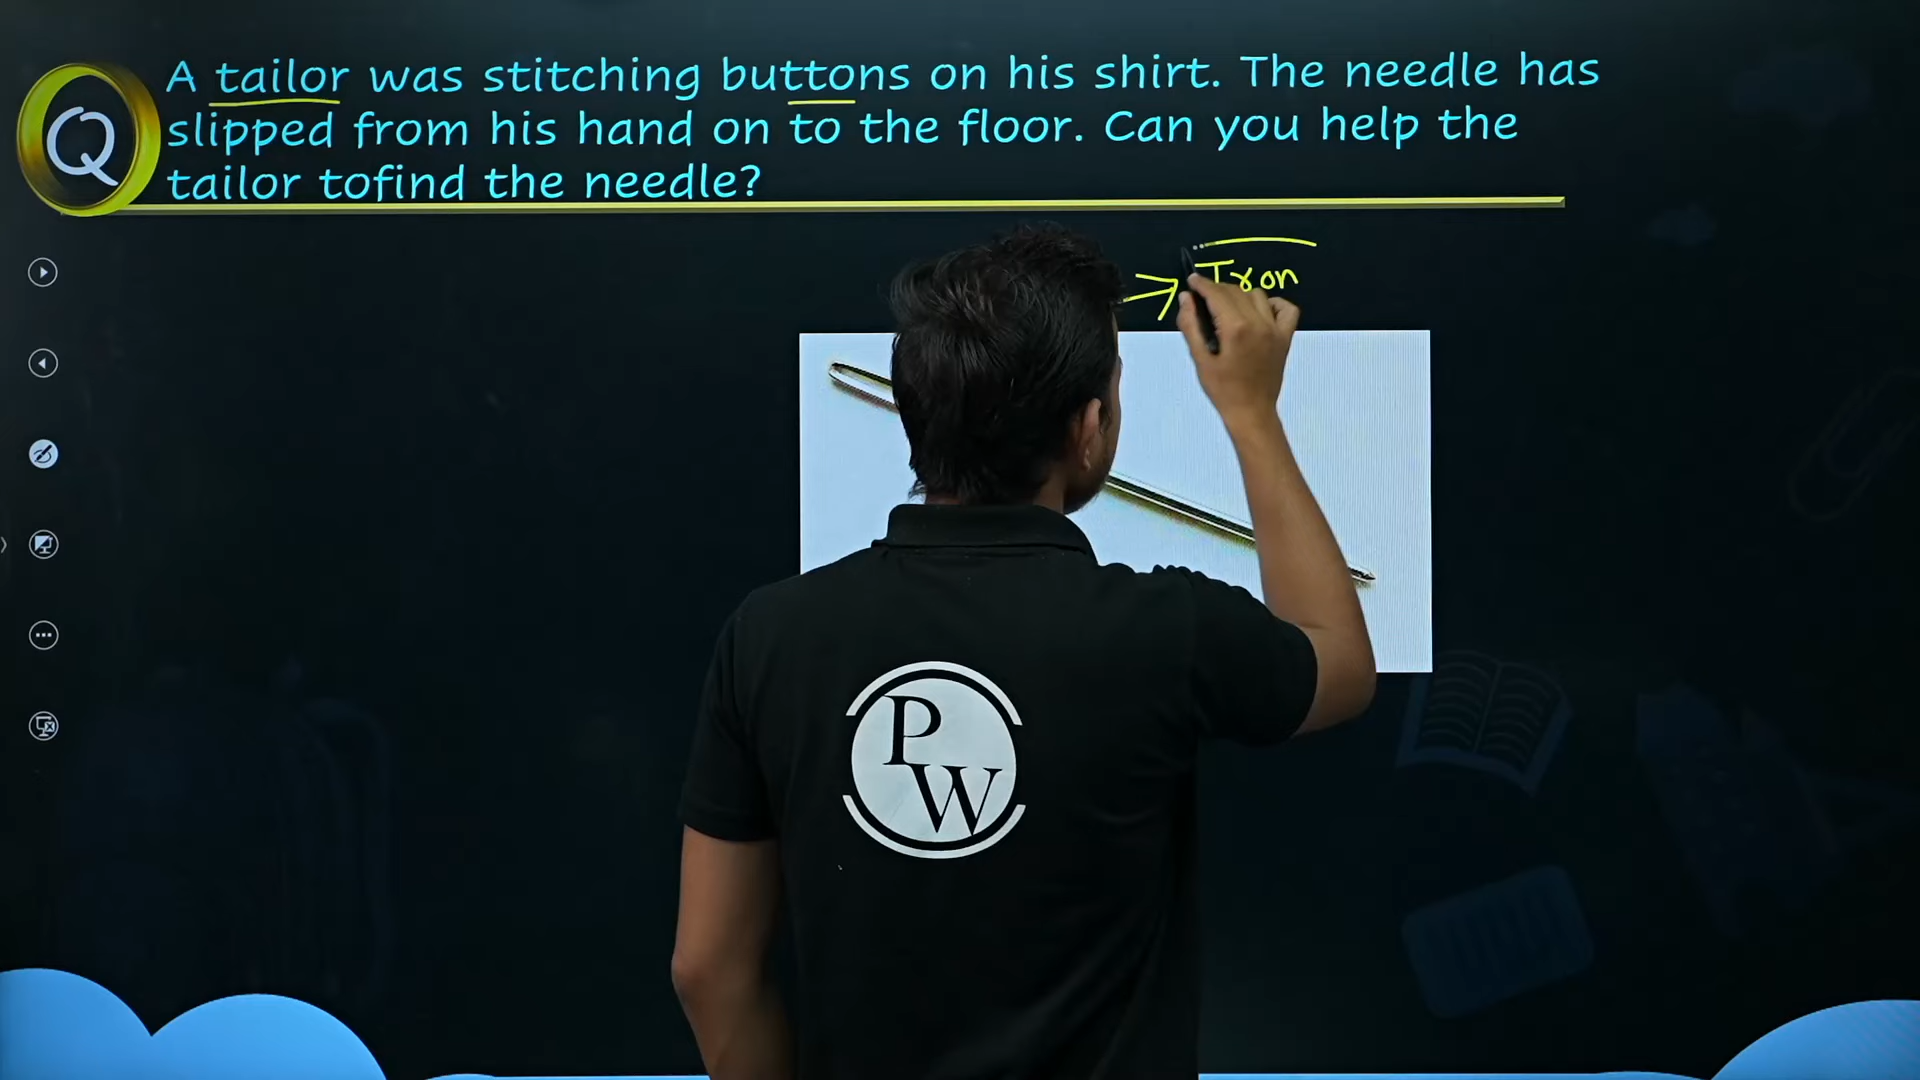 A tailor was stitching buttons on his shirt. The needle has
Q
slipped from his hand on to the floor. Can you help the
tailor tofind the needle?
Iron
P
W